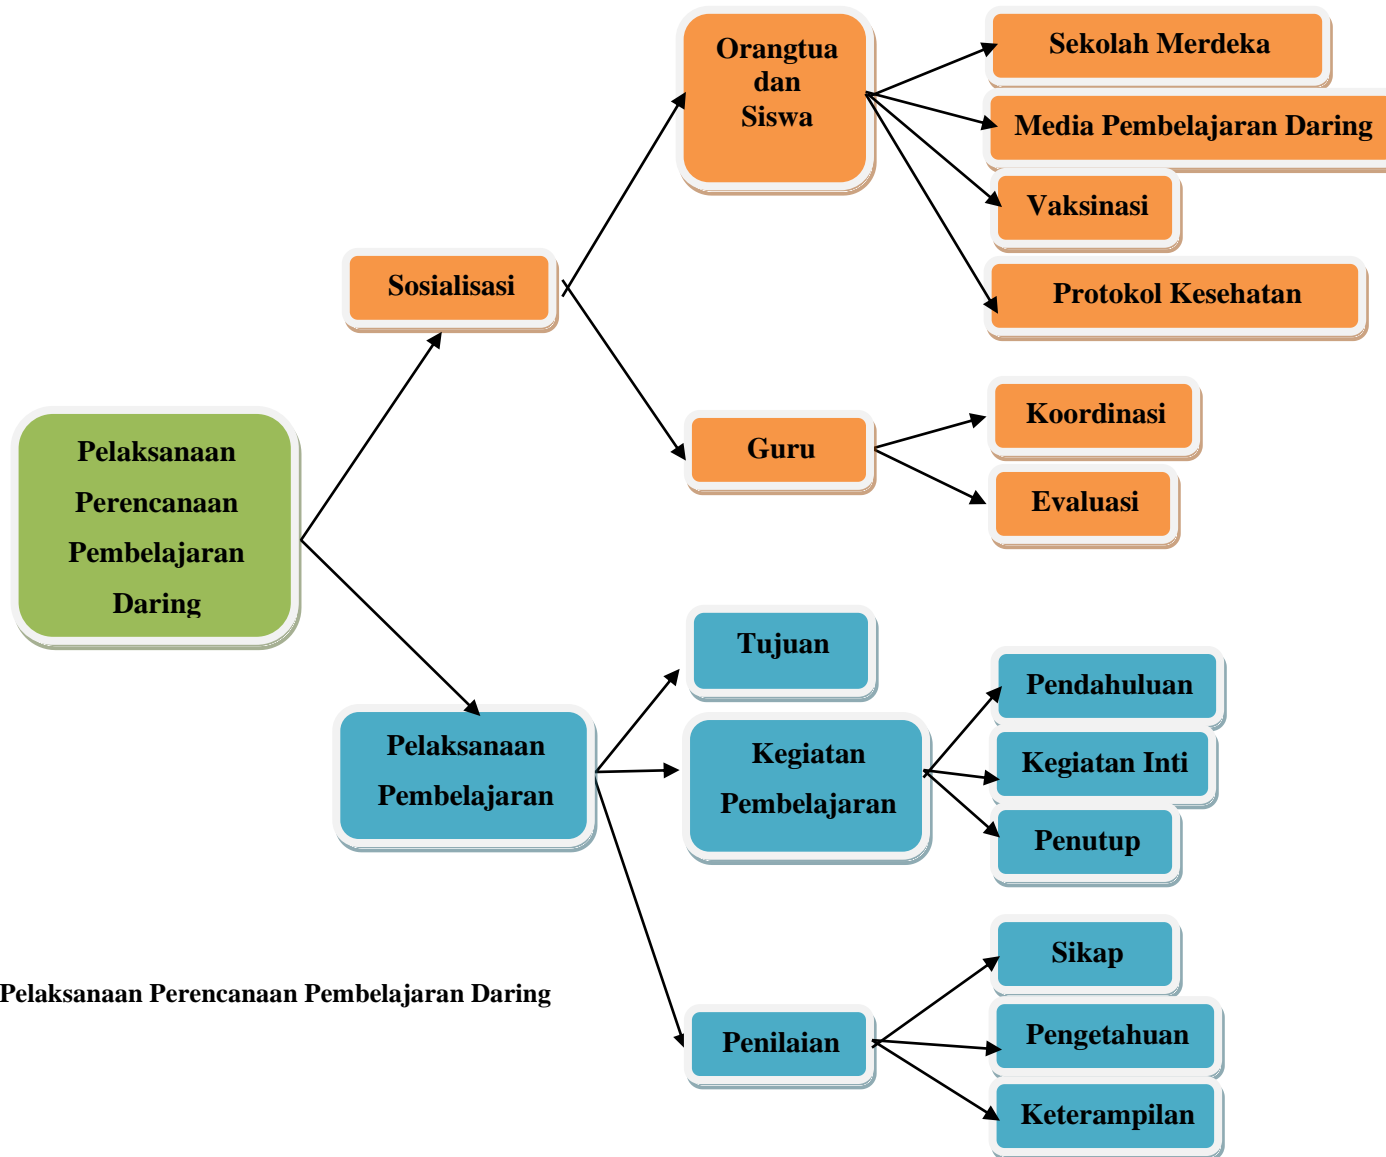 Orangtua
dan
Siswa
Sekolah Merdeka
Media Pembelajaran Daring
Vaksinasi
Protokol Kesehatan
Sosialisasi
Guru
Koordinasi
Evaluasi
Pelaksanaan
Perencanaan
Pembelajaran
Daring
Tujuan
Pelaksanaan
Pembelajaran
Kegiatan
Pembelajaran
Pendahuluan
Kegiatan Inti
Penutup
Penilaian
Sikap
Pengetahuan
Keterampilan
Pelaksanaan Perencanaan Pembelajaran Daring